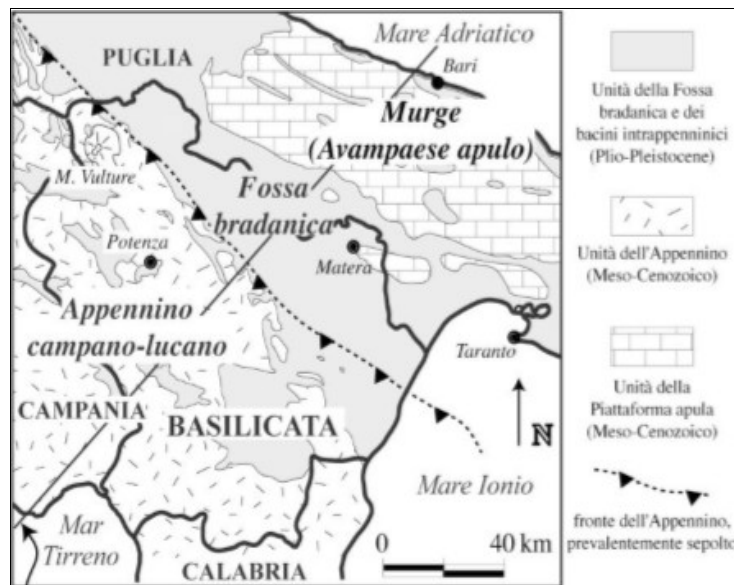 Mare Adriatico
PUGLIA
Bari
Murge
(Avampaese apulo)
M. Vulture
Fossa
bradanica
Potenza
Matera
Appennino
campano-lucano
Taranto
CAMPANIA
BASILICATA
N
Mare Ionio
Mar
Tirreno
CALABRIA
0 40 km
Unità della Fossa
bradanica e dei
bacini intrappenninici
(Plio-Pleistocene)
Unità dell'Appennino
(Meso-Cenozoico)
Unità della
Piattaforma apula
(Meso-Cenozoico)
fronte dell'Appennino,
prevalentemente sepolto